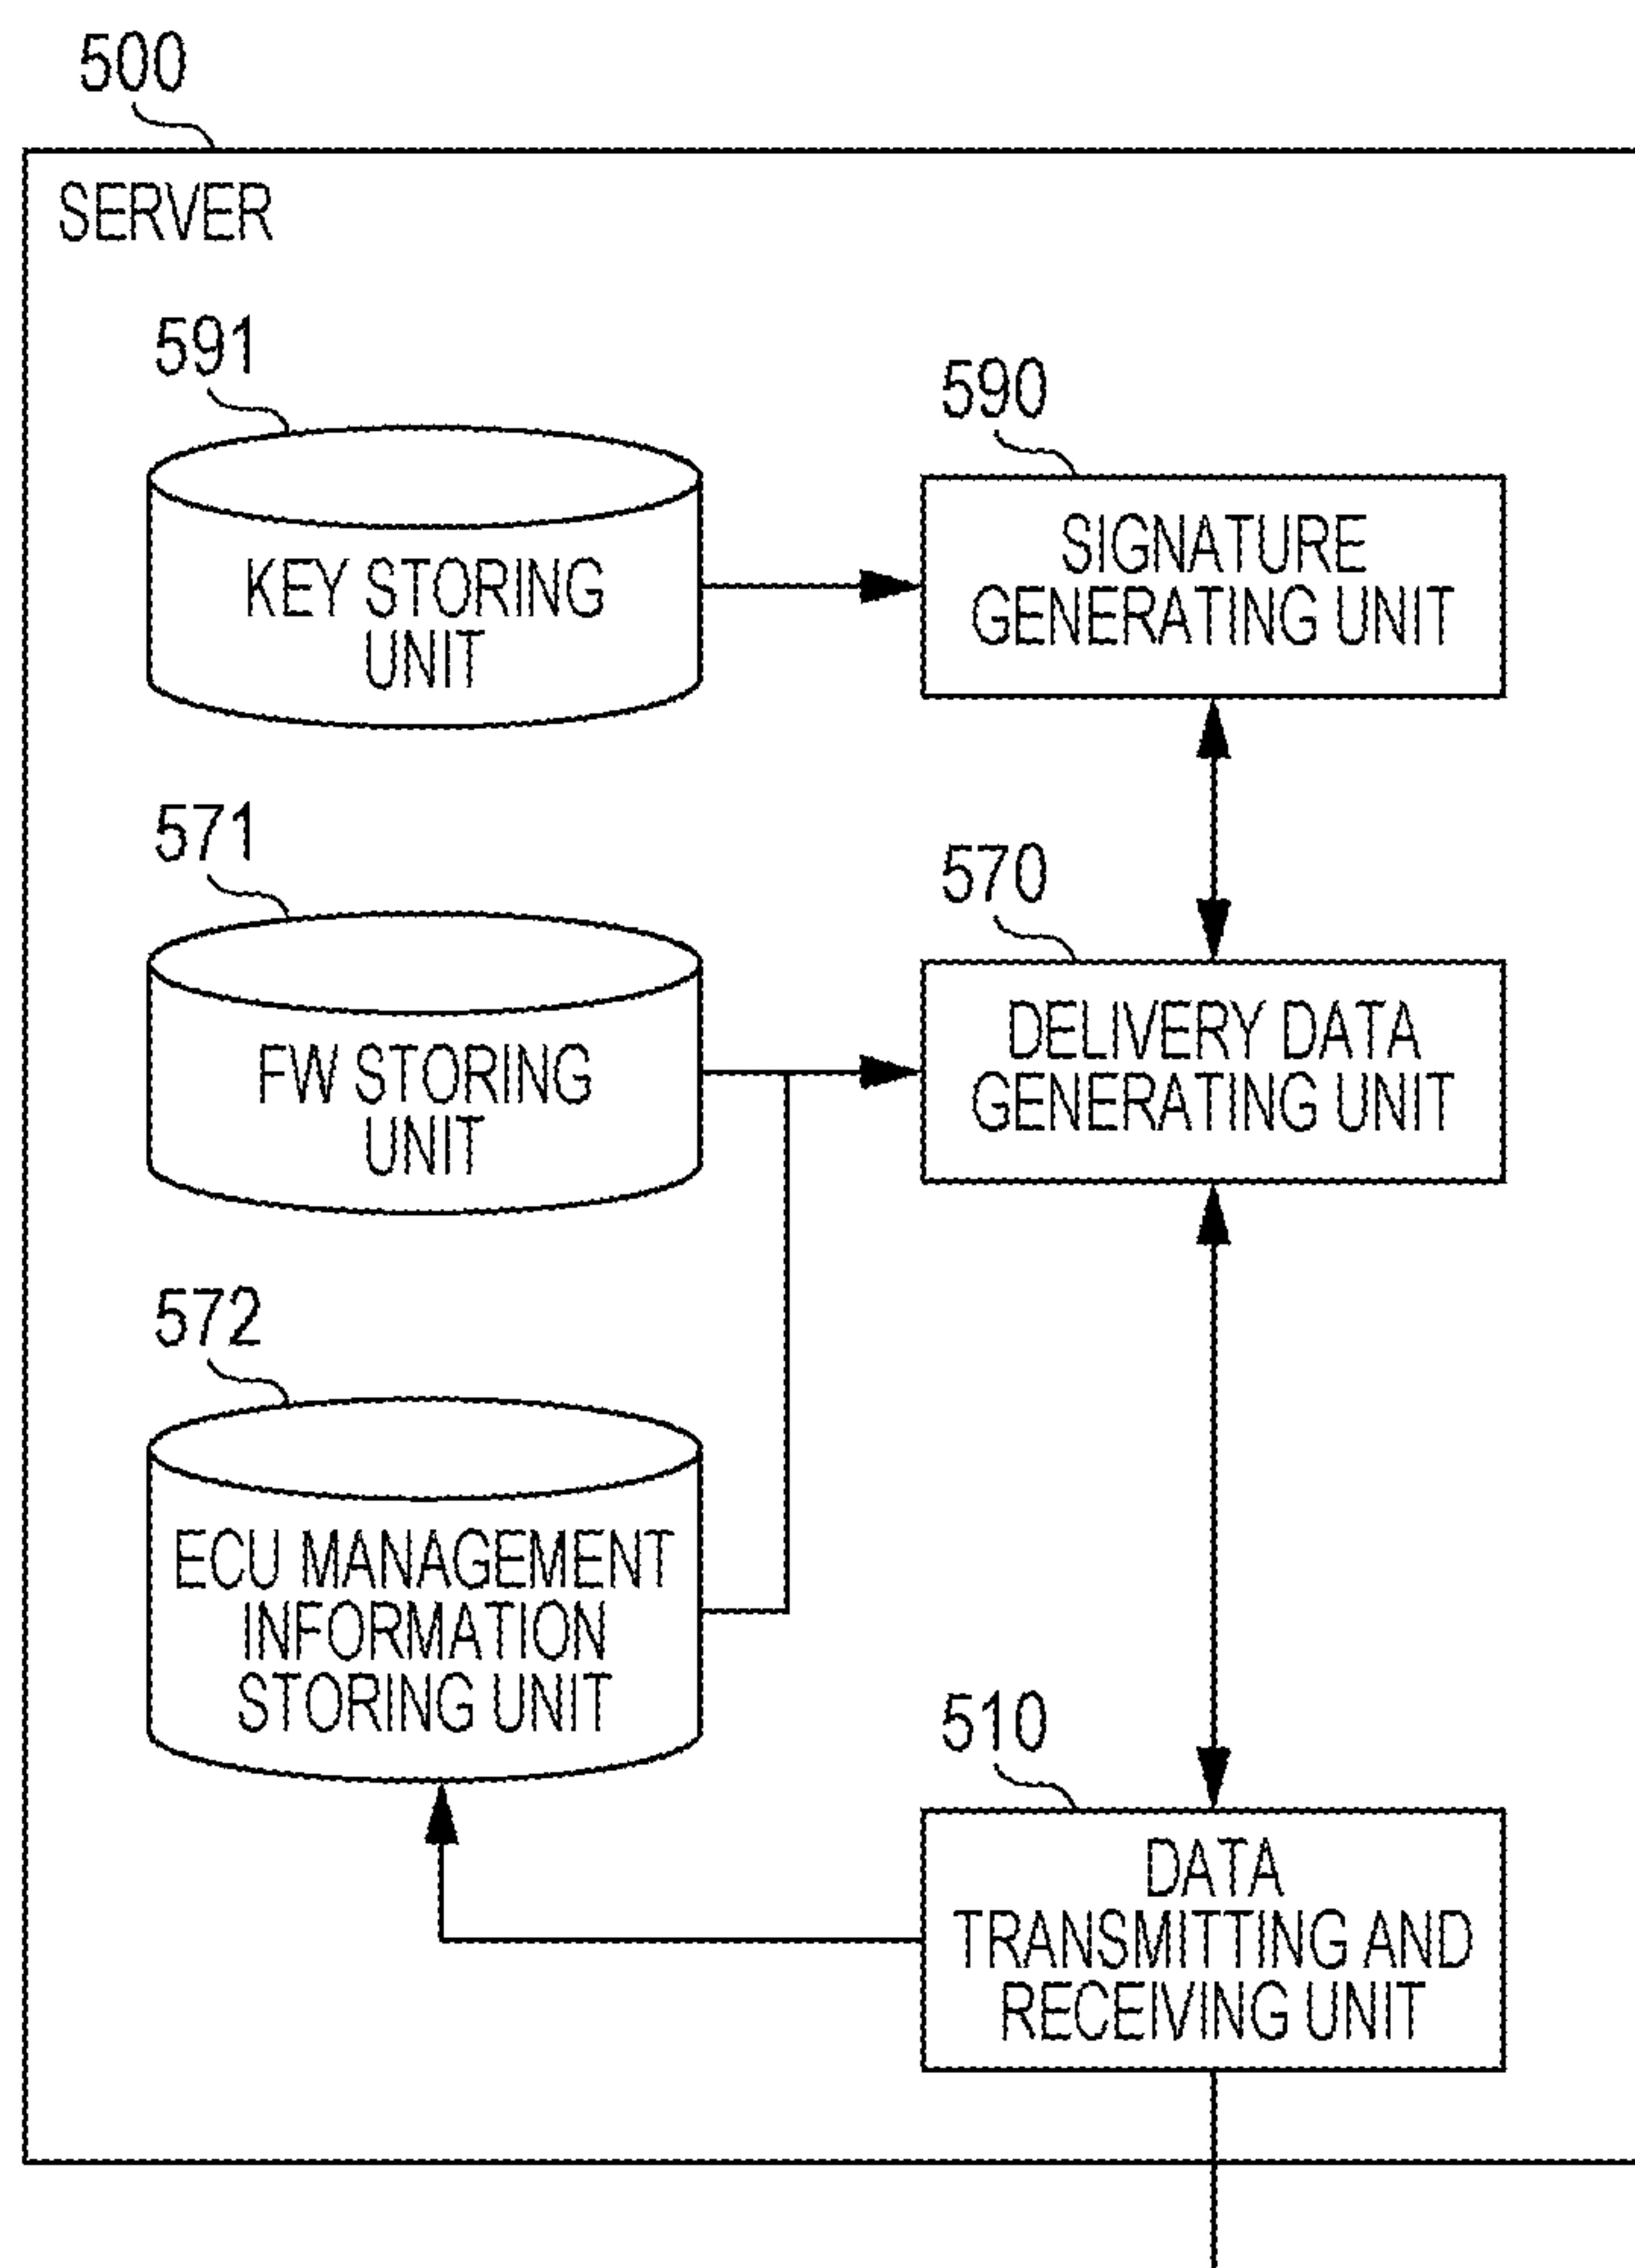 500
SERVER
591
590
KEY STORING
UNIT
SIGNATURE
GENERATING UNIT
571
570
FW STORING
UNIT
DELIVERY DATA
GENERATING UNIT
572
ECU MANAGEMENT
INFORMATION
STORING UNIT
510
DATA
TRANSMITTING AND
RECEIVING UNIT